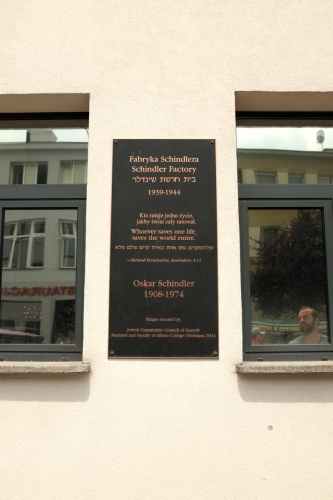 Fabryka Schindlera
Schindler Factory
בית חרשת שינדלר
1939-1944
Kto ratuje jedno życie,
jakby świat cały ratował.
Whoever saves one life,
saves the world entire.
Oskar Schindler
1908-1974
Plaque erected by:
Jewish Community Council of Cracow
Students and Faculty of Albion College (Michigan, USA)